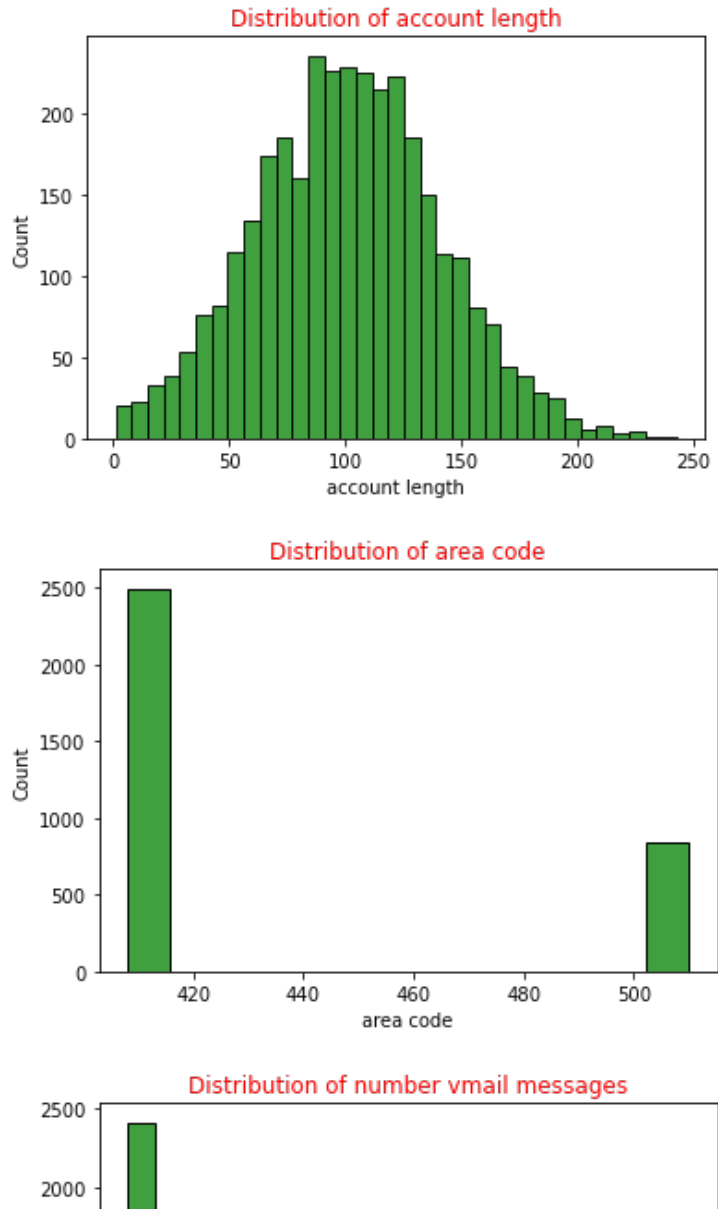 Distribution of account length
200
150
100
50
0
Count
0 50 100 150 200 250
account length
Distribution of area code
2500
2000
1500
1000
500
0
Count
420 440 460 480 500
area code
Distribution of number vmail messages
2500
2000